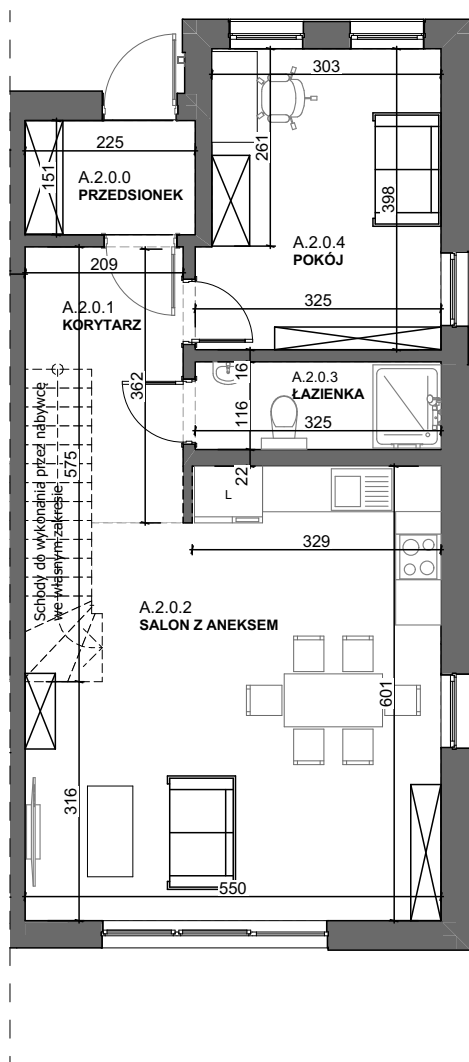 303
225
151
A.2.0.0
PRZEDSIONEK
261
398
A.2.0.4
POKÓJ
209
A.2.0.1
KORYTARZ
325
362
16
A.2.0.3
ŁAZIENKA
116
325
Schody do wykonania przez nabywcę
we własnym zakresie
575
22
L
329
A.2.0.2
SALON Z ANEKSEM
601
316
550